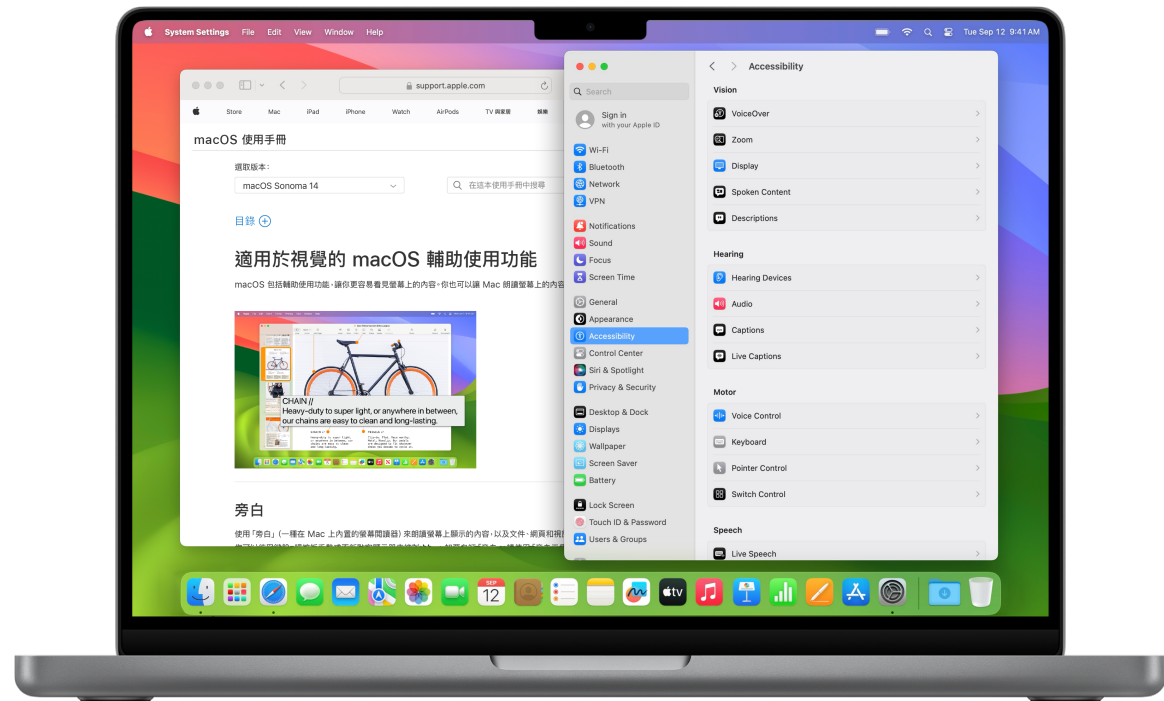 System Settings File Edit View Window Help
Tue Sep 12 9:41 AM
support.apple.com
Store Mac iPad iPhone Watch AirPods TV 與家居 娛樂
macOS 使用手冊
選取版本：
macOS Sonoma 14
在這本使用手冊中搜尋
目錄
適用於視覺的 macOS 輔助使用功能
macOS 包括輔助使用功能，讓你更容易看見螢幕上的內容。你也可以讓 Mac 朗讀螢幕上的內容
CHAIN //
Heavy-duty to super light, or anywhere in between,
our chains are easy to clean and long-lasting.
旁白
使用「旁白」（一種在 Mac 上內置的螢幕閱讀器）來朗讀螢幕上顯示的內容，以及文件、網頁和視
Search
Sign in
with your Apple ID
Wi-Fi
Bluetooth
Network
VPN
Notifications
Sound
Focus
Screen Time
General
Appearance
Accessibility
Control Center
Siri & Spotlight
Privacy & Security
Desktop & Dock
Displays
Wallpaper
Screen Saver
Battery
Lock Screen
Touch ID & Password
Users & Groups
Accessibility
Vision
VoiceOver
Zoom
Display
Spoken Content
Descriptions
Hearing
Hearing Devices
Audio
Captions
Live Captions
Motor
Voice Control
Keyboard
Pointer Control
Switch Control
Speech
Live Speech
SEP
12
tv